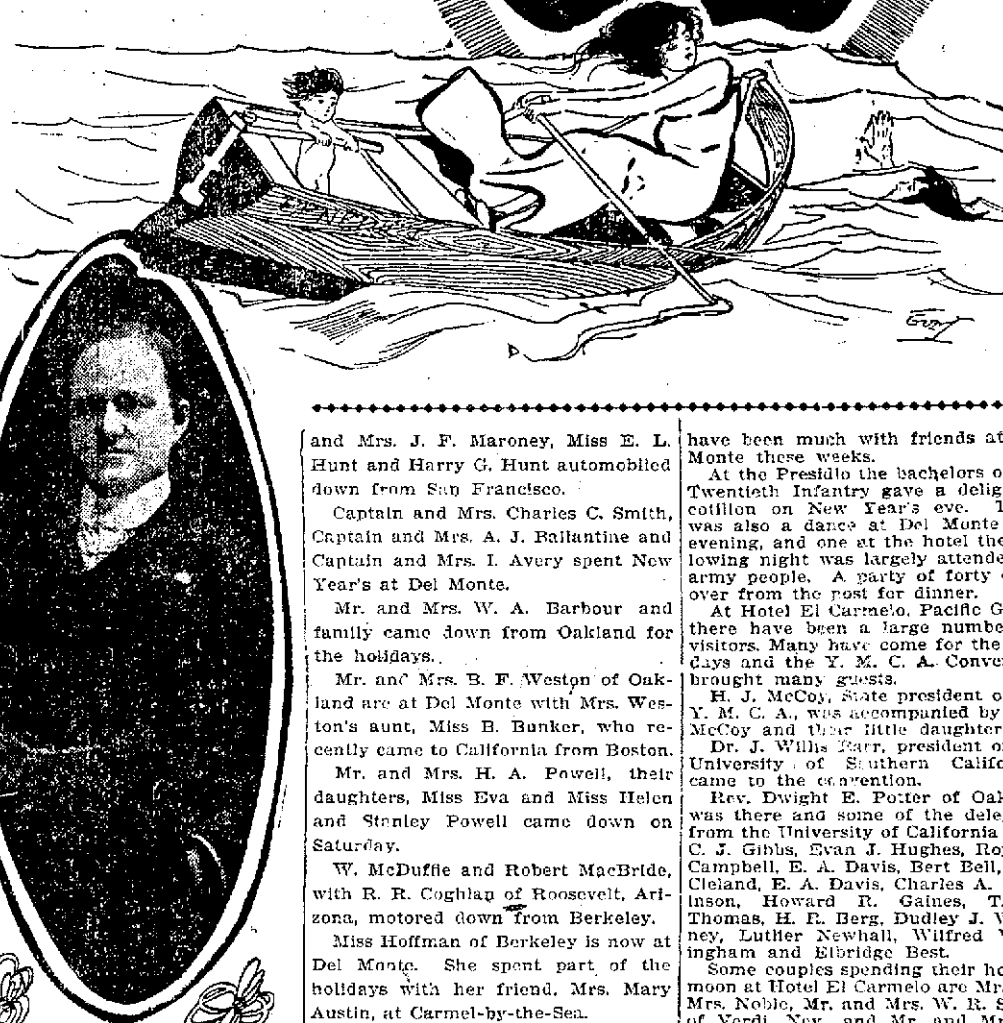 and Mrs. J. F. Maroney, Miss E. L.
Hunt and Harry G. Hunt automobiled
down from San Francisco.
Captain and Mrs. Charles C. Smith,
Captain and Mrs. A. J. Ballantine and
Captain and Mrs. I. Avery spent New
Year's at Del Monte.
Mr. and Mrs. W. A. Barbour and
family came down from Oakland for
the holidays.
Mr. and Mrs. B. F. Weston of Oak-
land are at Del Monte with Mrs. Wes-
ton's aunt, Miss B. Bunker, who re-
cently came to California from Boston.
Mr. and Mrs. H. A. Powell, their
daughters, Miss Eva and Miss Helen
and Stanley Powell came down on
Saturday.
W. McDuffie and Robert MacBride,
with R. R. Coghlan of Roosevelt, Ari-
zona, motored down from Berkeley.
Miss Hoffman of Berkeley is now at
Del Monte. She spent part of the
holidays with her friend, Mrs. Mary
Austin, at Carmel-by-the-Sea.
have been much with friends at
Monte these weeks.
At the Presidio the bachelors o
Twentieth Infantry gave a delig
cotillon on New Year's eve. T
was also a dance at Del Monte
evening, and one at the hotel the
lowing night was largely attende
army people. A party of forty
over from the post for dinner.
At Hotel El Carmelo, Pacific G
there have been a large numbe
visitors. Many have come for the
days and the Y. M. C. A. Conve
brought many guests.
H. J. McCoy, State president o
Y. M. C. A., was accompanied by
McCoy and their little daughter
Dr. J. Willis Barr, president o
University of Southern Califo
came to the convention.
Rev. Dwight E. Potter of Oak
was there and some of the dele
from the University of California
C. J. Gibbs, Evan J. Hughes, Ro
Campbell, E. A. Davis, Bert Bell,
Cleland, E. A. Davis, Charles A.
inson, Howard R. Gaines, T.
Thomas, H. R. Berg, Dudley J. W
ney, Luther Newhall, Wilfred
ingham and Elbridge Best.
Some couples spending their ho
moon at Hotel El Carmelo are Mr.
Mrs. Noble, Mr. and Mrs. W. R. S
of Verdi, Nev., and Mr. and Mr